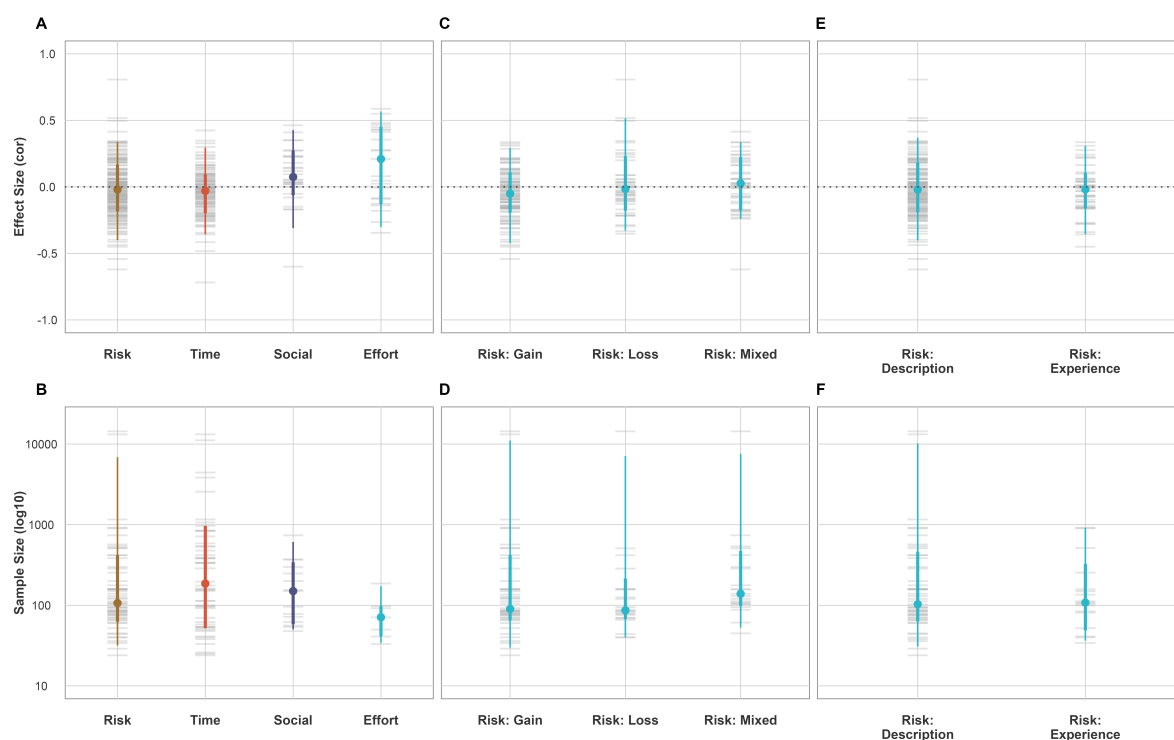 A
C
E
Effect Size (cor)
1.0
0.5
0.0
-0.5
-1.0
Risk
Time
Social
Effort
Risk: Gain
Risk: Loss
Risk: Mixed
Risk:
Description
Risk:
Experience
B
D
F
Sample Size (log10)
10000
1000
100
10
Risk
Time
Social
Effort
Risk: Gain
Risk: Loss
Risk: Mixed
Risk:
Description
Risk:
Experience